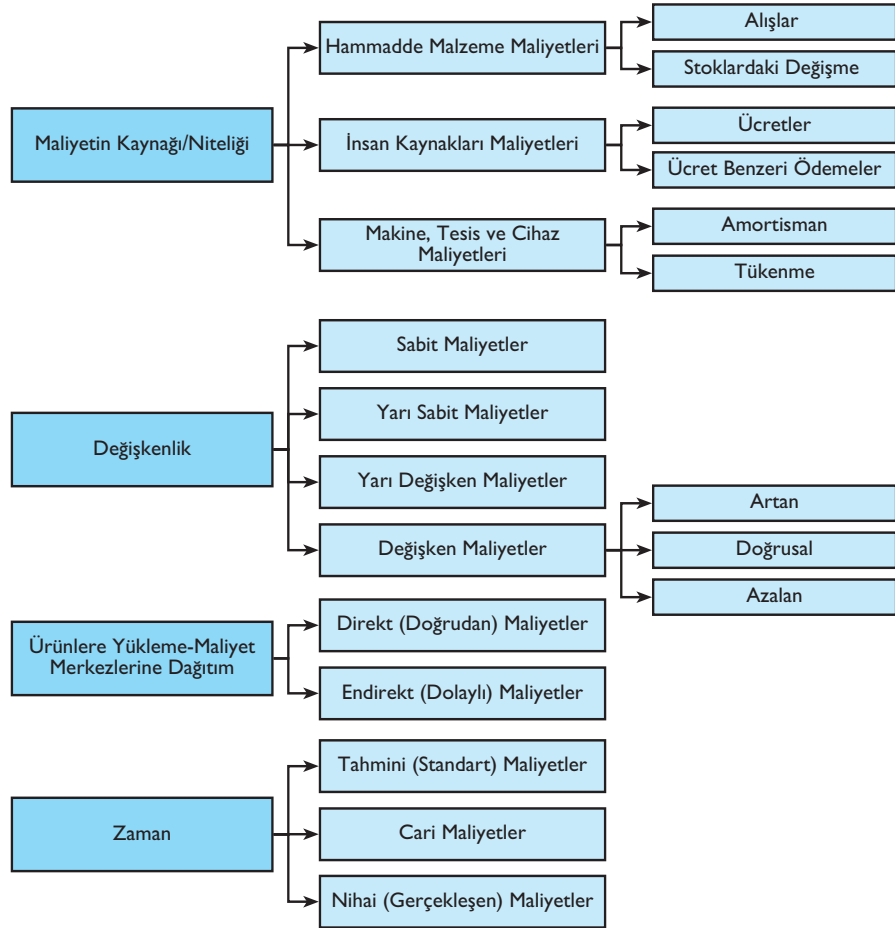 Maliyetin Kaynağı/Niteliği
Hammadde Malzeme Maliyetleri
Alışlar
Stoklardaki Değişme
İnsan Kaynakları Maliyetleri
Ücretler
Ücret Benzeri Ödemeler
Makine, Tesis ve Cihaz
Maliyetleri
Amortisman
Tükenme
Değişkenlik
Sabit Maliyetler
Yarı Sabit Maliyetler
Yarı Değişken Maliyetler
Değişken Maliyetler
Artan
Doğrusal
Azalan
Ürünlere Yükleme-Maliyet
Merkezlerine Dağıtım
Direkt (Doğrudan) Maliyetler
Endirekt (Dolaylı) Maliyetler
Zaman
Tahmini (Standart) Maliyetler
Cari Maliyetler
Nihai (Gerçekleşen) Maliyetler